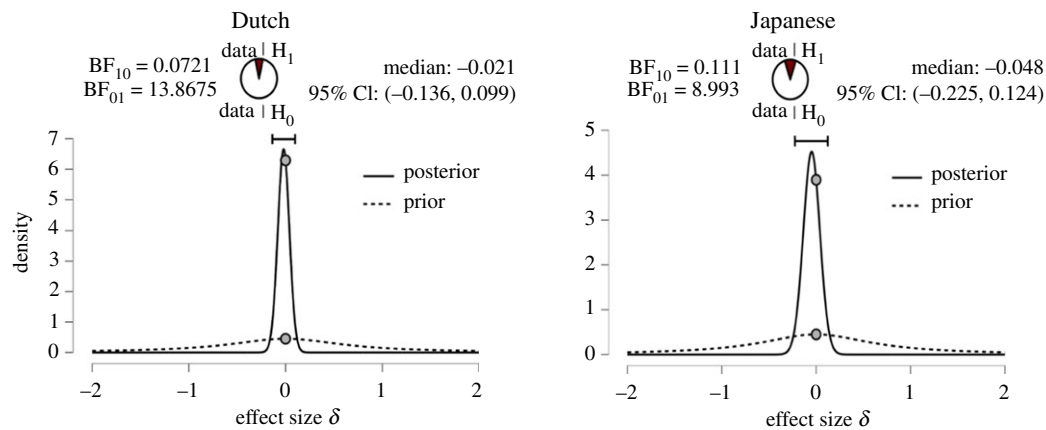 Dutch
data | H1
BF10 = 0.0721
BF01 = 13.8675
median: –0.021
95% Cl: (–0.136, 0.099)
data | H0
7
6
5
4
3
2
1
0
density
posterior
prior
–2 –1 0 1 2
effect size δ
Japanese
data | H1
BF10 = 0.111
BF01 = 8.993
median: –0.048
95% Cl: (–0.225, 0.124)
data | H0
5
4
3
2
1
0
posterior
prior
–2 –1 0 1 2
effect size δ